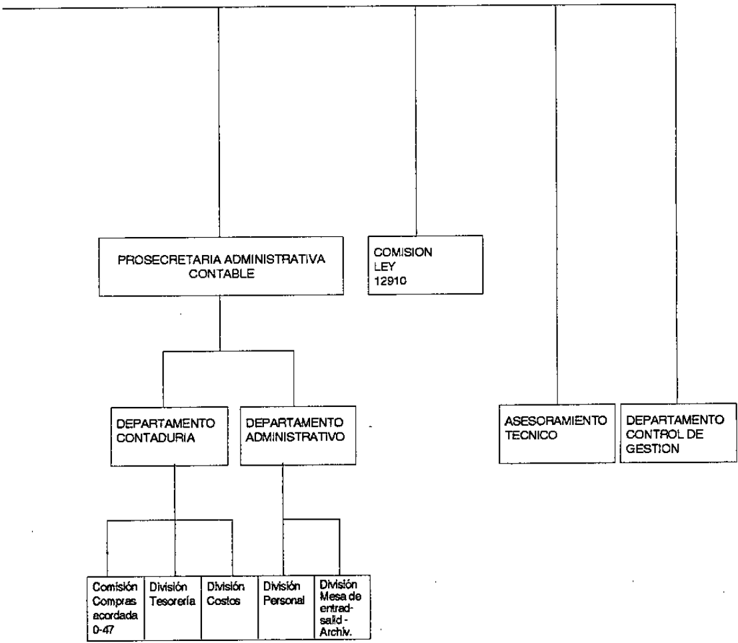 PROSECRETARIA ADMINISTRATIVA
CONTABLE
COMISION
LEY
12910
DEPARTAMENTO
CONTADURIA
DEPARTAMENTO
ADMINISTRATIVO
ASESORAMIENTO
TECNICO
DEPARTAMENTO
CONTROL DE
GESTION
Comisión
Compras
acordada
0-47
División
Tesorería
División
Costos
División
Personal
División
Mesa de
entrad-
salid -
Archiv.